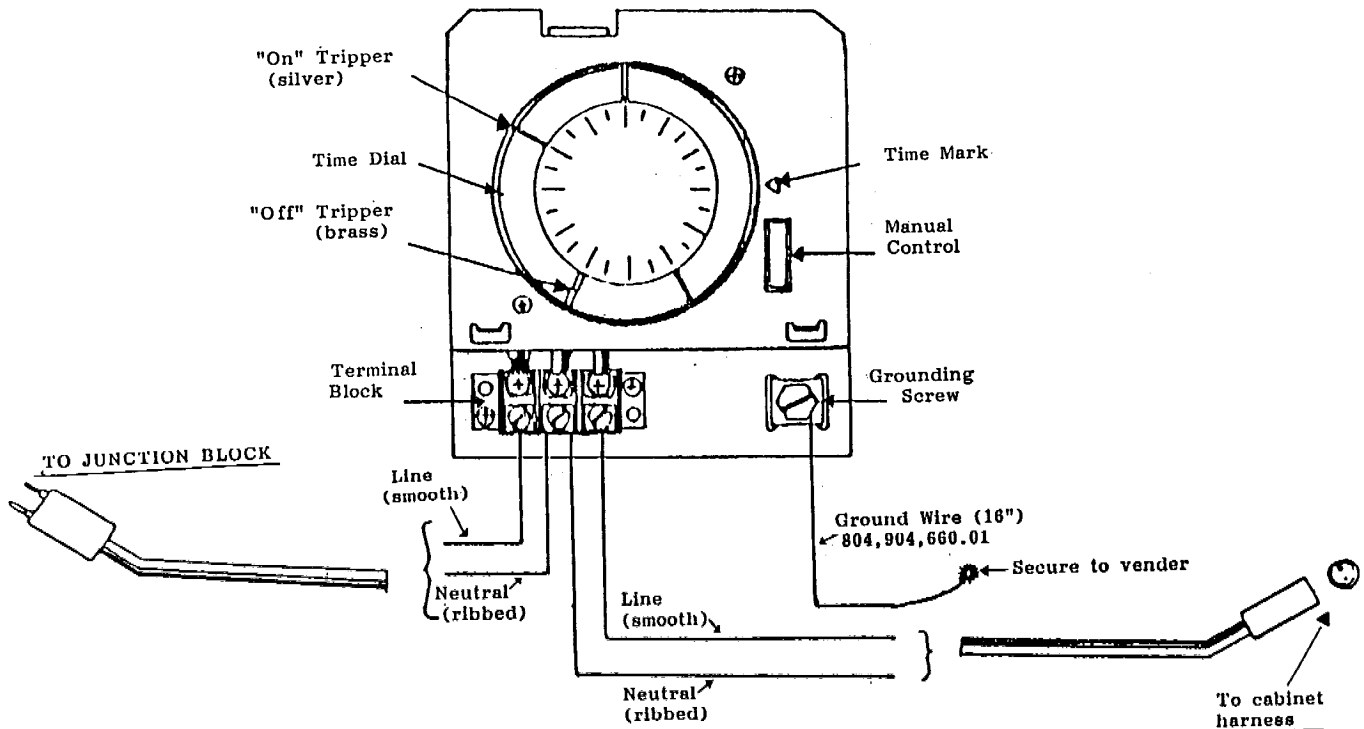 "On" Tripper
(silver)
Time Dial
"Off" Tripper
(brass)
Time Mark
Manual
Control
Terminal
Block
Grounding
Screw
TO JUNCTION BLOCK
Line
(smooth)
Neutral
(ribbed)
Ground Wire (16")
804,904,660.01
Secure to vender
Line
(smooth)
Neutral
(ribbed)
To cabinet
harness